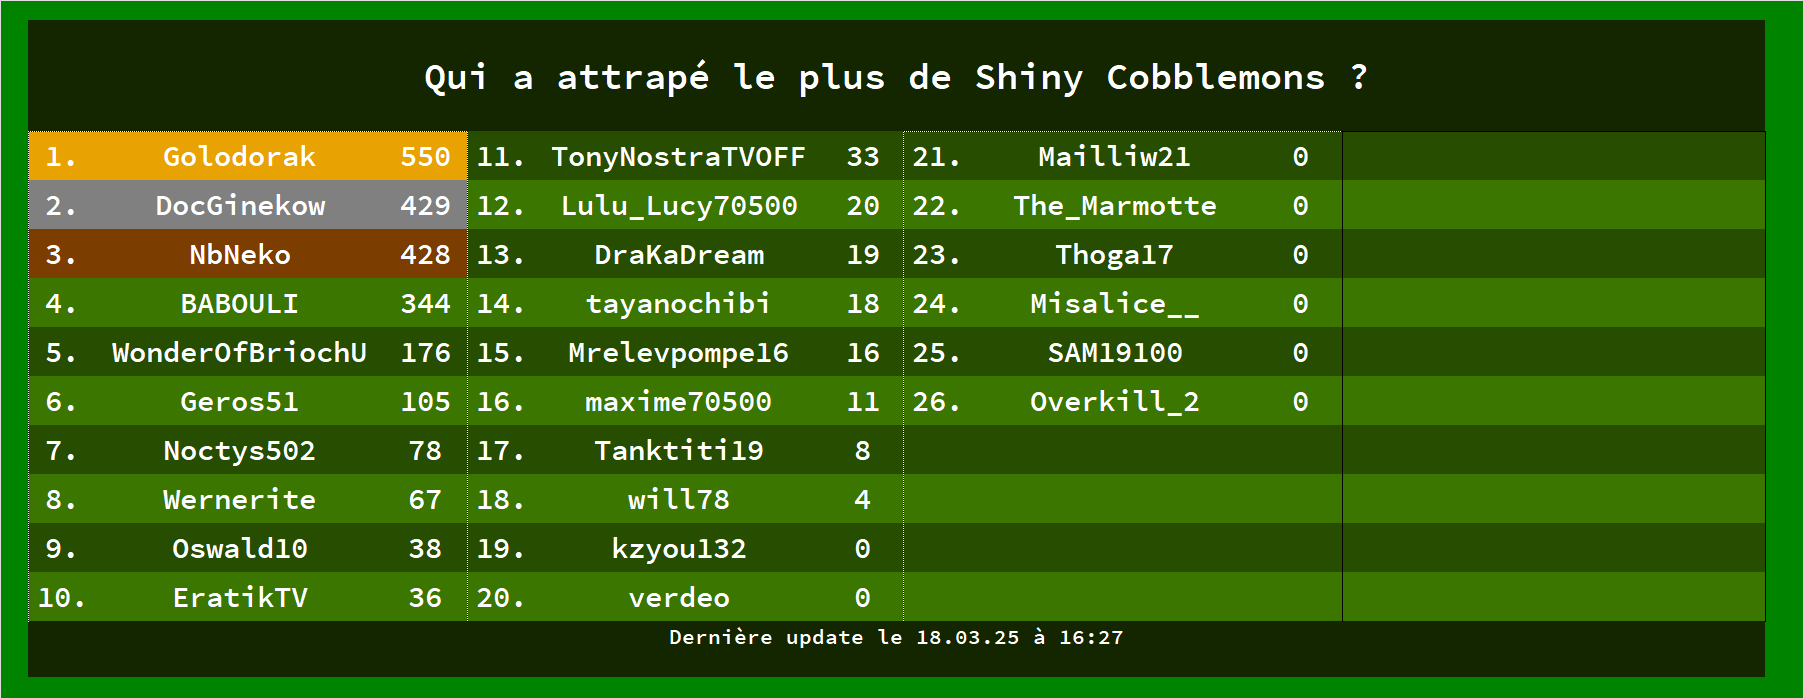 Qui a attrapé le plus de Shiny Cobblemons ?
1. Golodorak 550
2. DocGinekow 429
3. NbNeko 428
4. BABOULI 344
5. WonderOfBriochU 176
6. Geros51 105
7. Noctys502 78
8. Wernerite 67
9. Oswald10 38
10. EratikTV 36
11. TonyNostraTVOFF 33
12. Lulu_Lucy70500 20
13. DraKaDream 19
14. tayanochibi 18
15. Mrelevpompe16 16
16. maxime70500 11
17. Tanktiti19 8
18. will78 4
19. kzyou132 0
20. verdeo 0
21. Mailliw21 0
22. The_Marmotte 0
23. Thoga17 0
24. Misalice__ 0
25. SAM19100 0
26. Overkill_2 0
Dernière update le 18.03.25 à 16:27